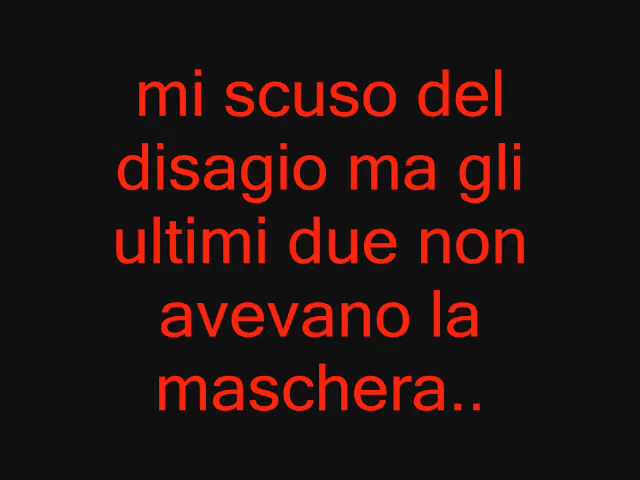 mi scuso del
disagio ma gli
ultimi due non
avevano la
maschera..